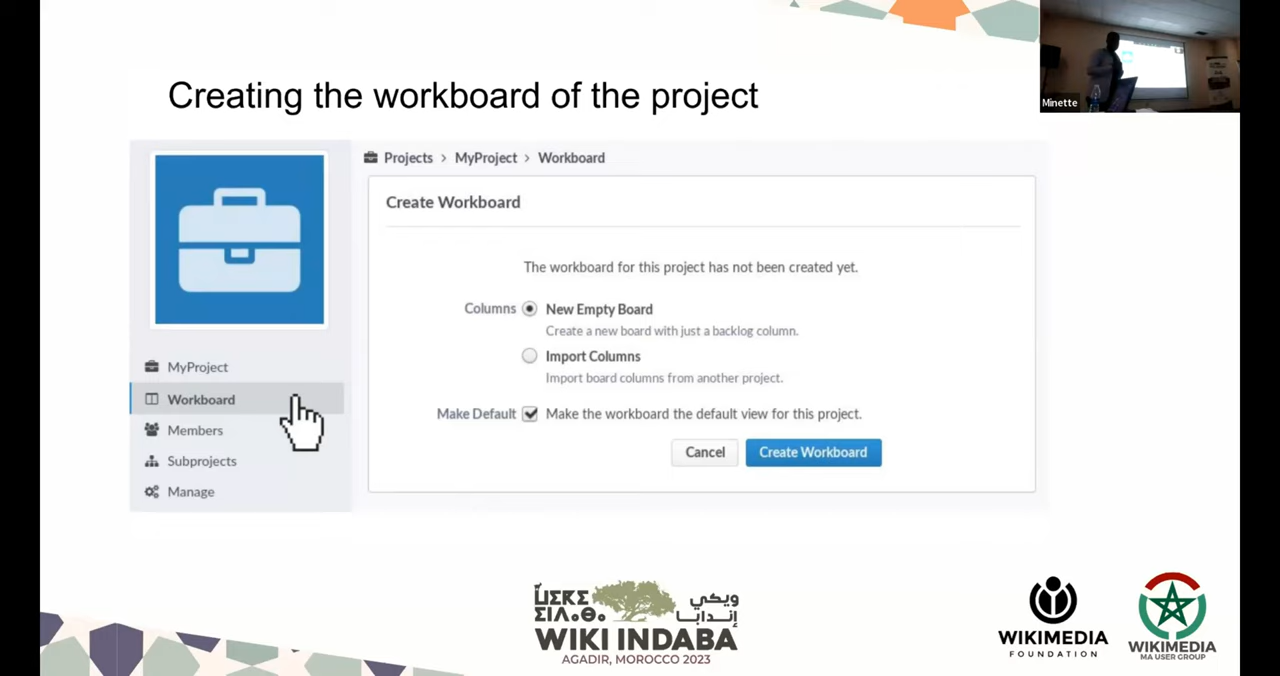 Minette
Creating the workboard of the project
Projects > MyProject > Workboard
Create Workboard
The workboard for this project has not been created yet.
Columns New Empty Board
Create a new board with just a backlog column.
Import Columns
Import board columns from another project.
Make Default Make the workboard the default view for this project.
Cancel Create Workboard
MyProject
Workboard
Members
Subprojects
Manage
ⵡⵉⴽⵉ
ⵉⵏⴷⴰⴱⴰ
ويكي
إندابا
WIKI INDABA
AGADIR, MOROCCO 2023
WIKIMEDIA
FOUNDATION
WIKIMEDIA
MA USER GROUP